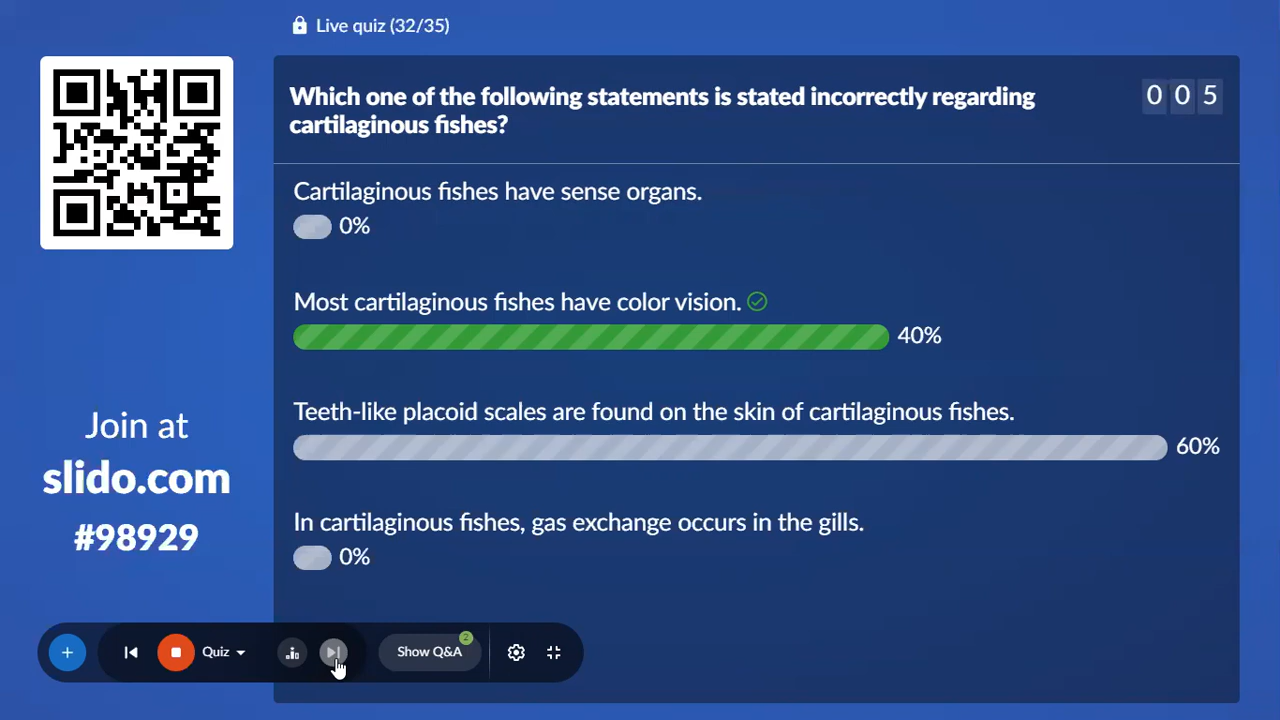 Live quiz (32/35)
Which one of the following statements is stated incorrectly regarding
cartilaginous fishes?
005
Cartilaginous fishes have sense organs.
0%
Most cartilaginous fishes have color vision.
40%
Teeth-like placoid scales are found on the skin of cartilaginous fishes.
60%
In cartilaginous fishes, gas exchange occurs in the gills.
0%
Join at
slido.com
#98929
Quiz
Show Q&A
2